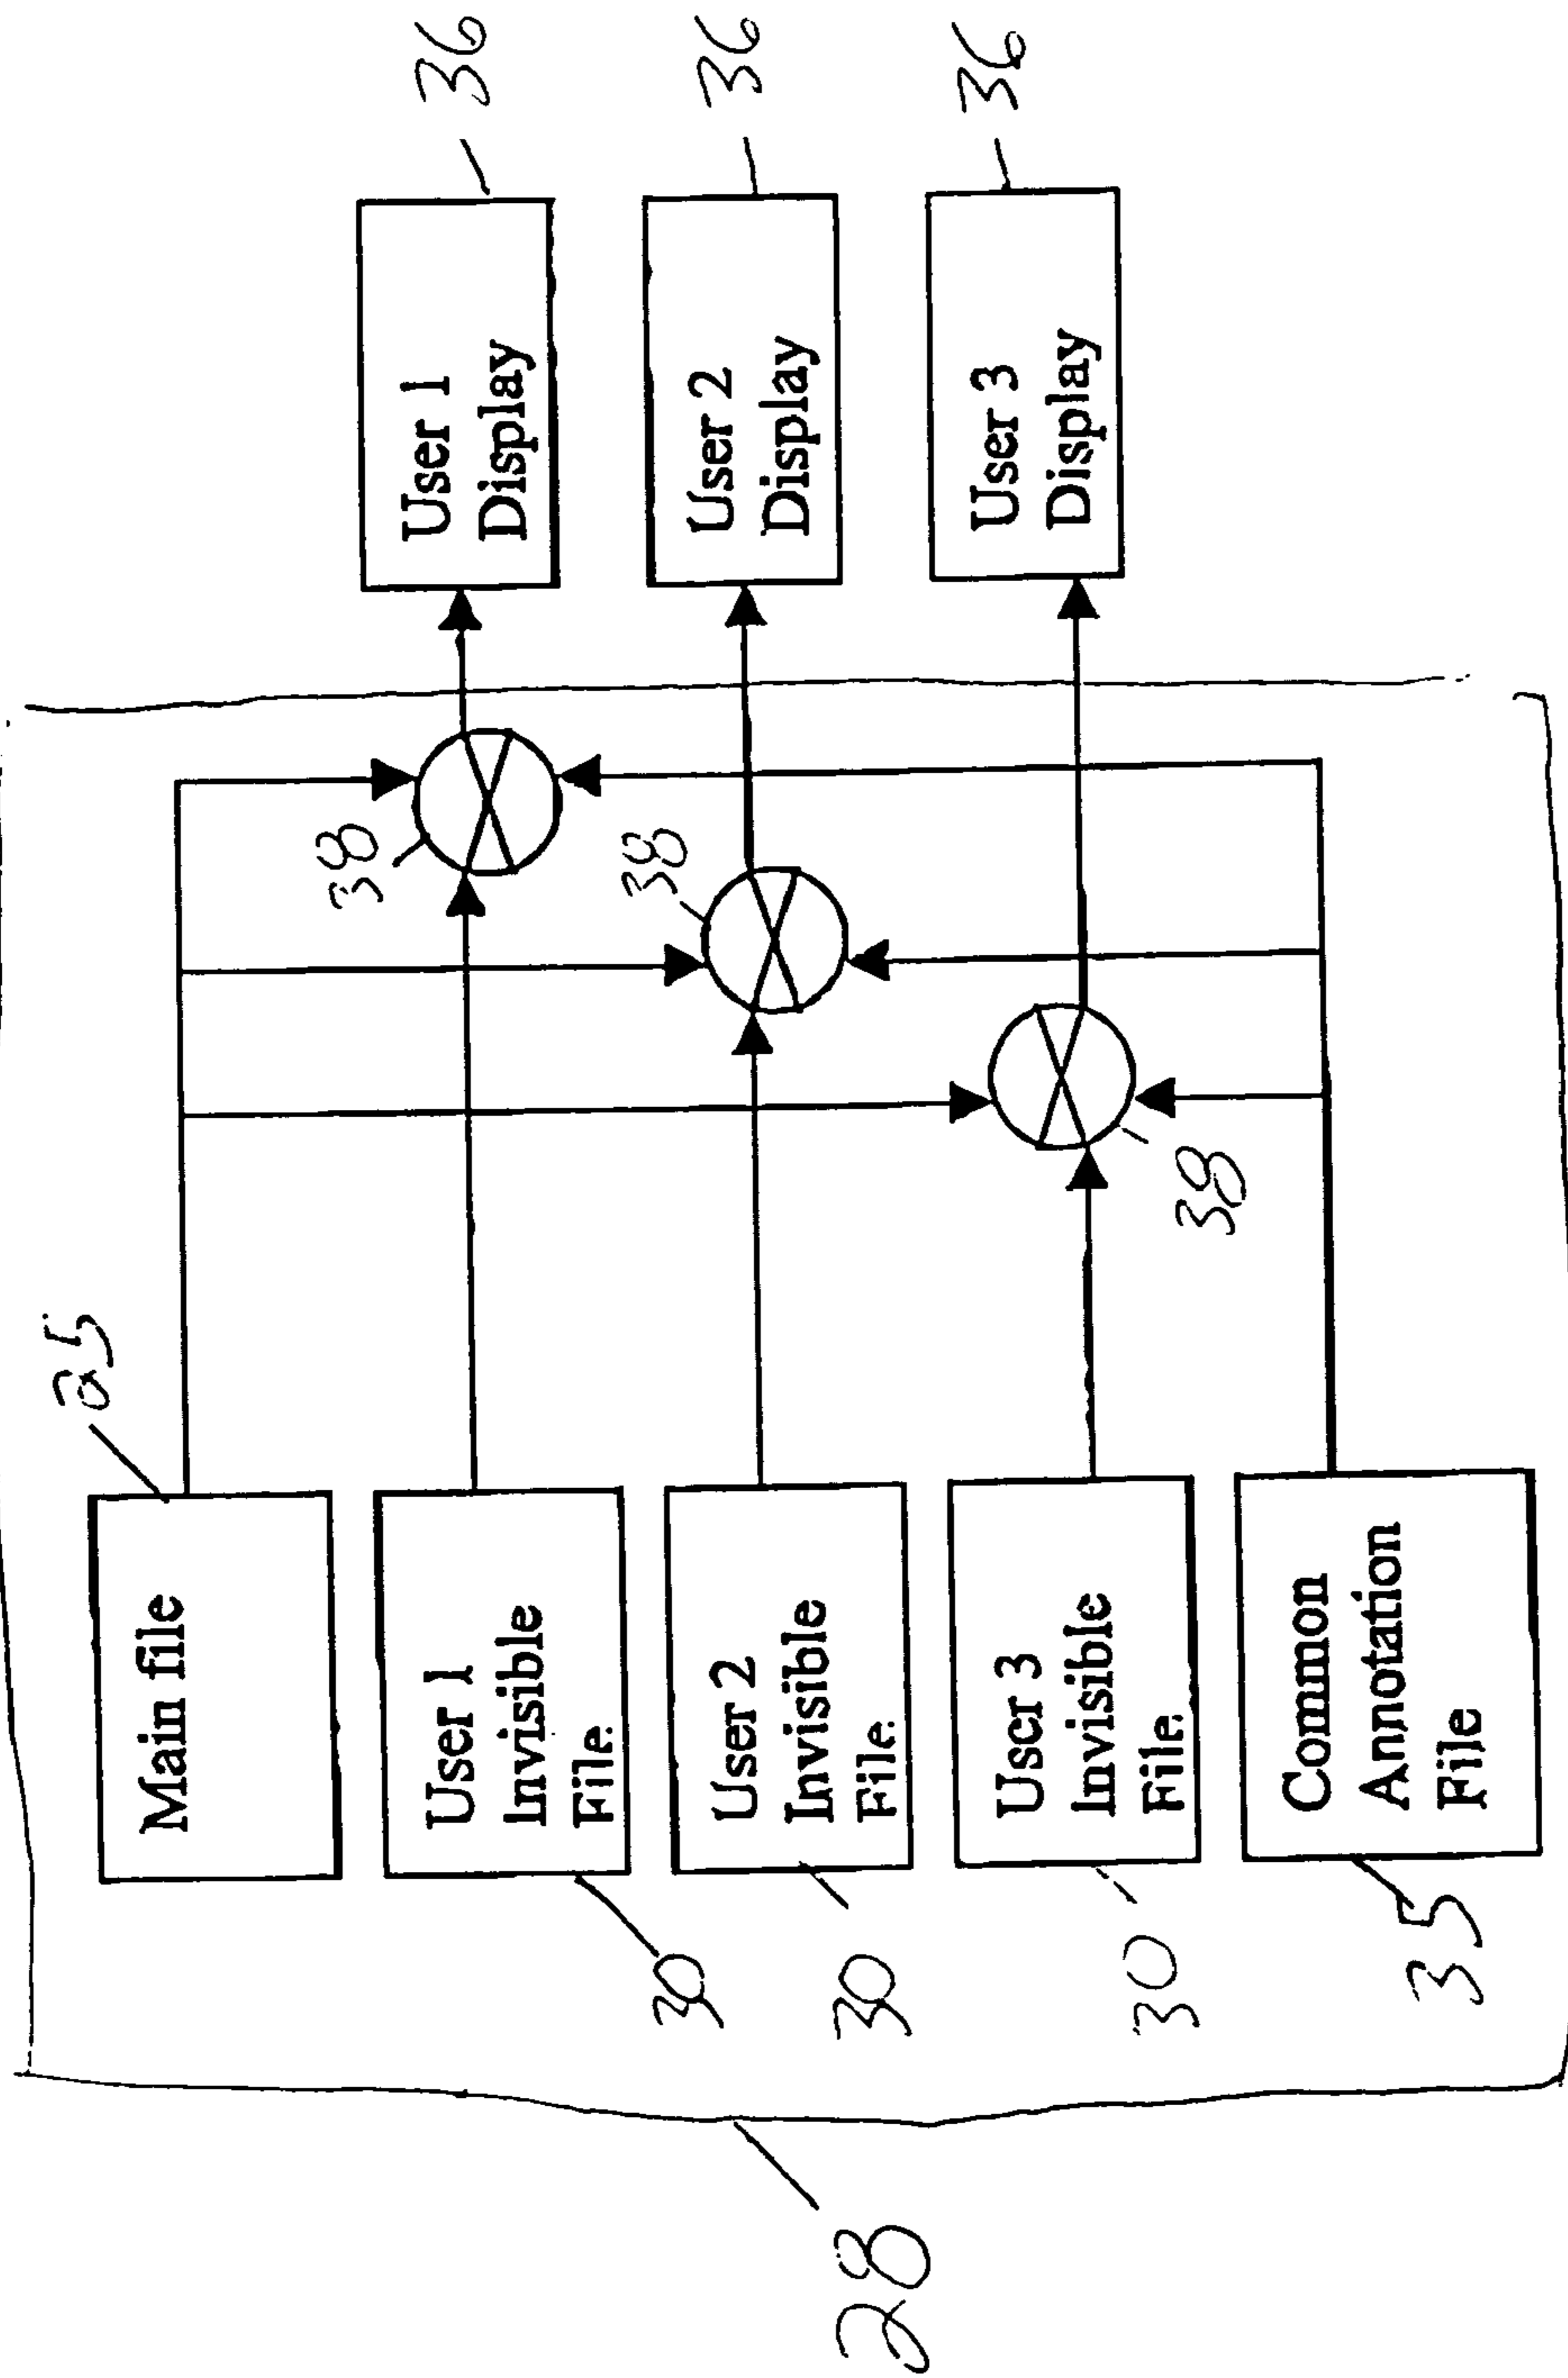 Main file
25
User 1
Invisible
File
30
User 2
Invisible
File
30
User 3
Invisible
File
30
Common
Annotation
File
35
28
38
38
38
User 1
Display
36
User 2
Display
36
User 3
Display
36